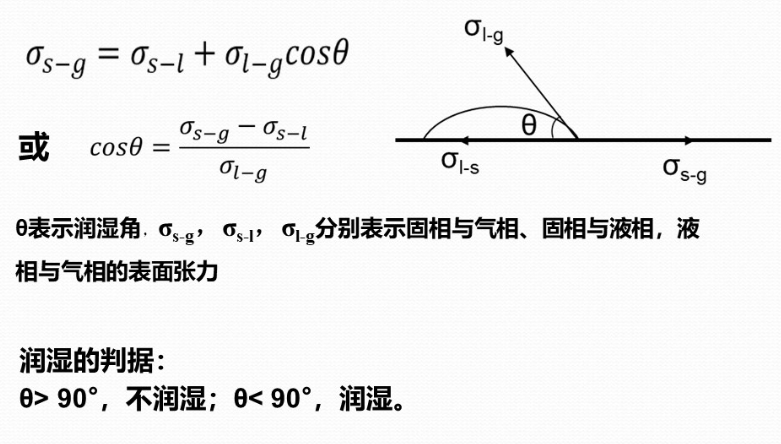 σₛ₋g = σₛ₋ₗ + σₗ₋g cosθ
σl-g
或 cosθ = (σₛ₋g − σₛ₋ₗ) / σₗ₋g
θ
σl-s
σs-g
θ表示润湿角, σs-g, σs-l, σl-g分别表示固相与气相、固相与液相,液
相与气相的表面张力
润湿的判据:
θ> 90°,不润湿;θ< 90°,润湿。